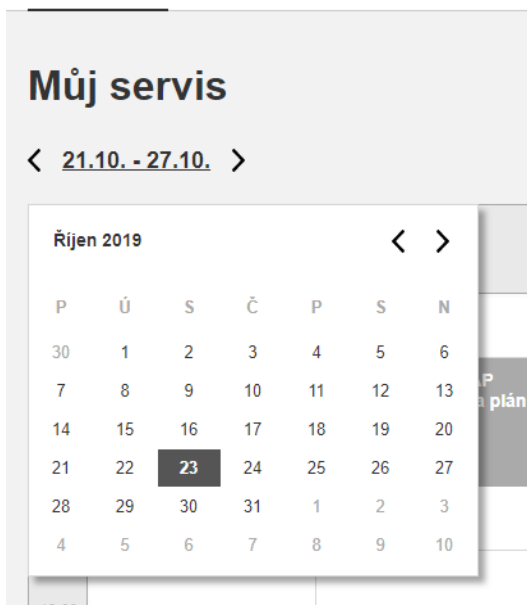 Můj servis
21.10. - 27.10.
Říjen 2019
P Ú S Č P S N
30 1 2 3 4 5 6
7 8 9 10 11 12 13
14 15 16 17 18 19 20
21 22 23 24 25 26 27
28 29 30 31 1 2 3
4 5 6 7 8 9 10
plán